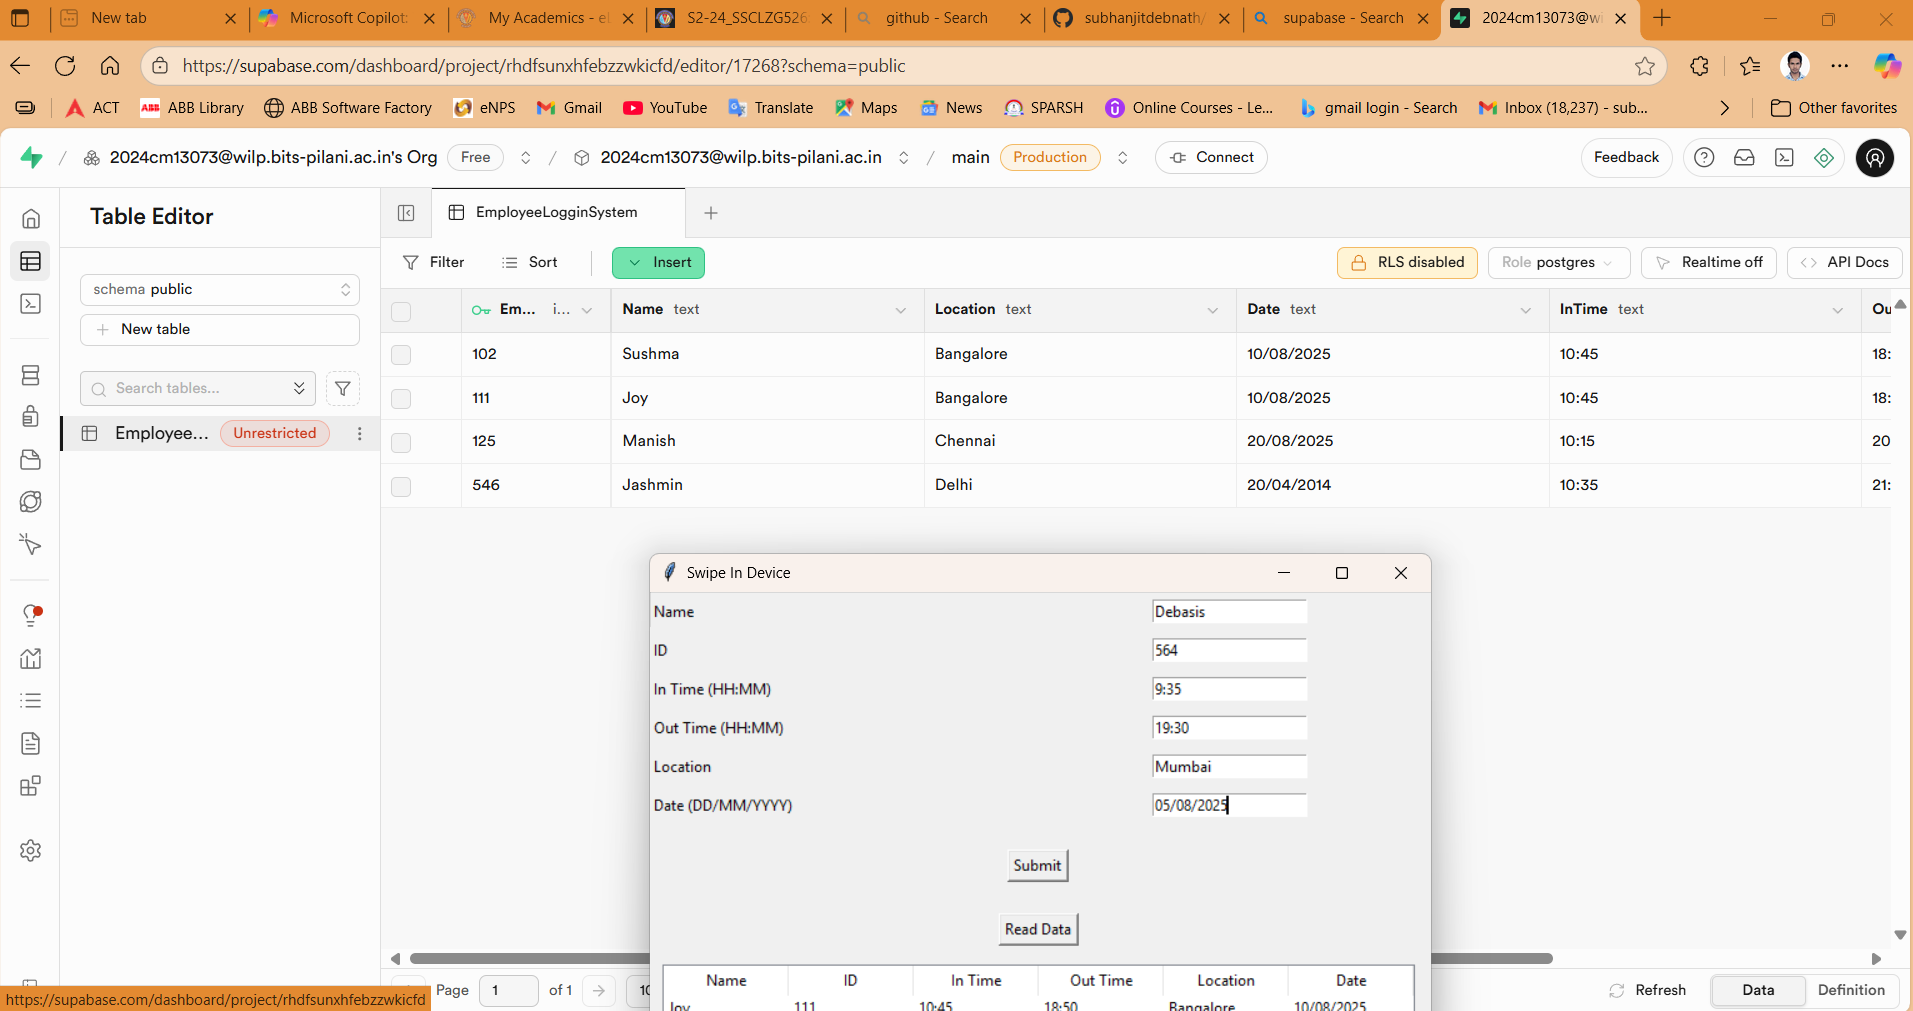 New tab
Microsoft Copilot:
My Academics - el
S2-24_SSCLZG526
github - Search
subhanjitdebnath/
supabase - Search
2024cm13073@wi
https://supabase.com/dashboard/project/rhdfsunxhfebzzwkicfd/editor/17268?schema=public
ACT
ABB Library
ABB Software Factory
eNPS
Gmail
YouTube
Translate
Maps
News
SPARSH
Online Courses - Le...
gmail login - Search
Inbox (18,237) - sub...
Other favorites
2024cm13073@wilp.bits-pilani.ac.in's Org Free
2024cm13073@wilp.bits-pilani.ac.in
main Production
Connect
Feedback
Table Editor
EmployeeLogginSystem
schema public
New table
Search tables...
Employee... Unrestricted
Filter Sort Insert
RLS disabled
Role postgres
Realtime off
API Docs
Em... i... Name text Location text Date text InTime text Ou
102 Sushma Bangalore 10/08/2025 10:45 18:
111 Joy Bangalore 10/08/2025 10:45 18:
125 Manish Chennai 20/08/2025 10:15 20
546 Jashmin Delhi 20/04/2014 10:35 21:
Swipe In Device
Name Debasis
ID 564
In Time (HH:MM) 9:35
Out Time (HH:MM) 19:30
Location Mumbai
Date (DD/MM/YYYY) 05/08/2025
Submit
Read Data
Name ID In Time Out Time Location Date
Joy 111 10:45 18:50 Bangalore 10/08/2025
Page 1 of 1 10
Refresh Data Definition
https://supabase.com/dashboard/project/rhdfsunxhfebzzwkicfd